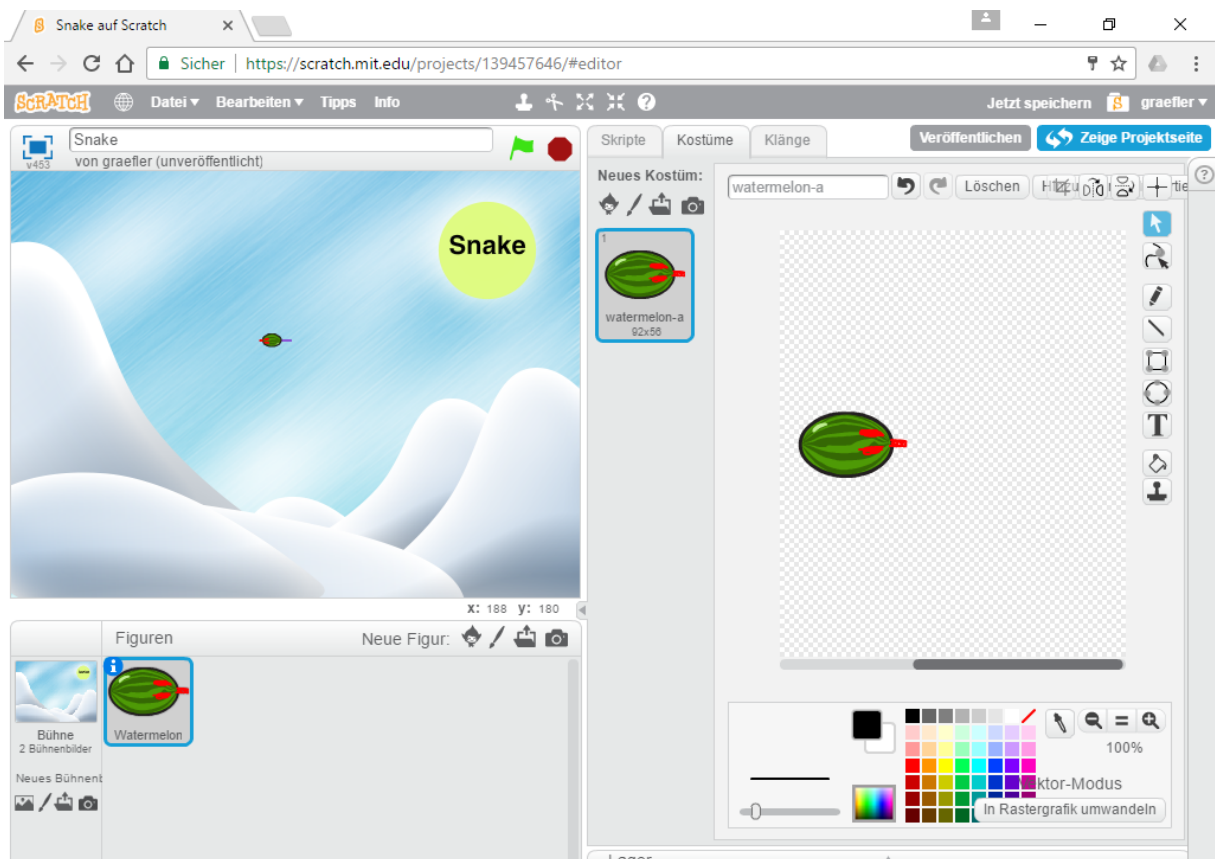 Snake auf Scratch
Sicher | https://scratch.mit.edu/projects/139457646/#editor
SCRATCH Datei Bearbeiten Tipps Info Jetzt speichern graefler
v453
Snake
von graefler (unveröffentlicht)
Skripte Kostüme Klänge Veröffentlichen Zeige Projektseite
Neues Kostüm:
watermelon-a Löschen
Snake
1
watermelon-a
92x56
x: 188 y: 180
Figuren Neue Figur:
Bühne
2 Bühnenbilder
Watermelon
Neues Bühnenb
T
100%
ktor-Modus
In Rastergrafik umwandeln